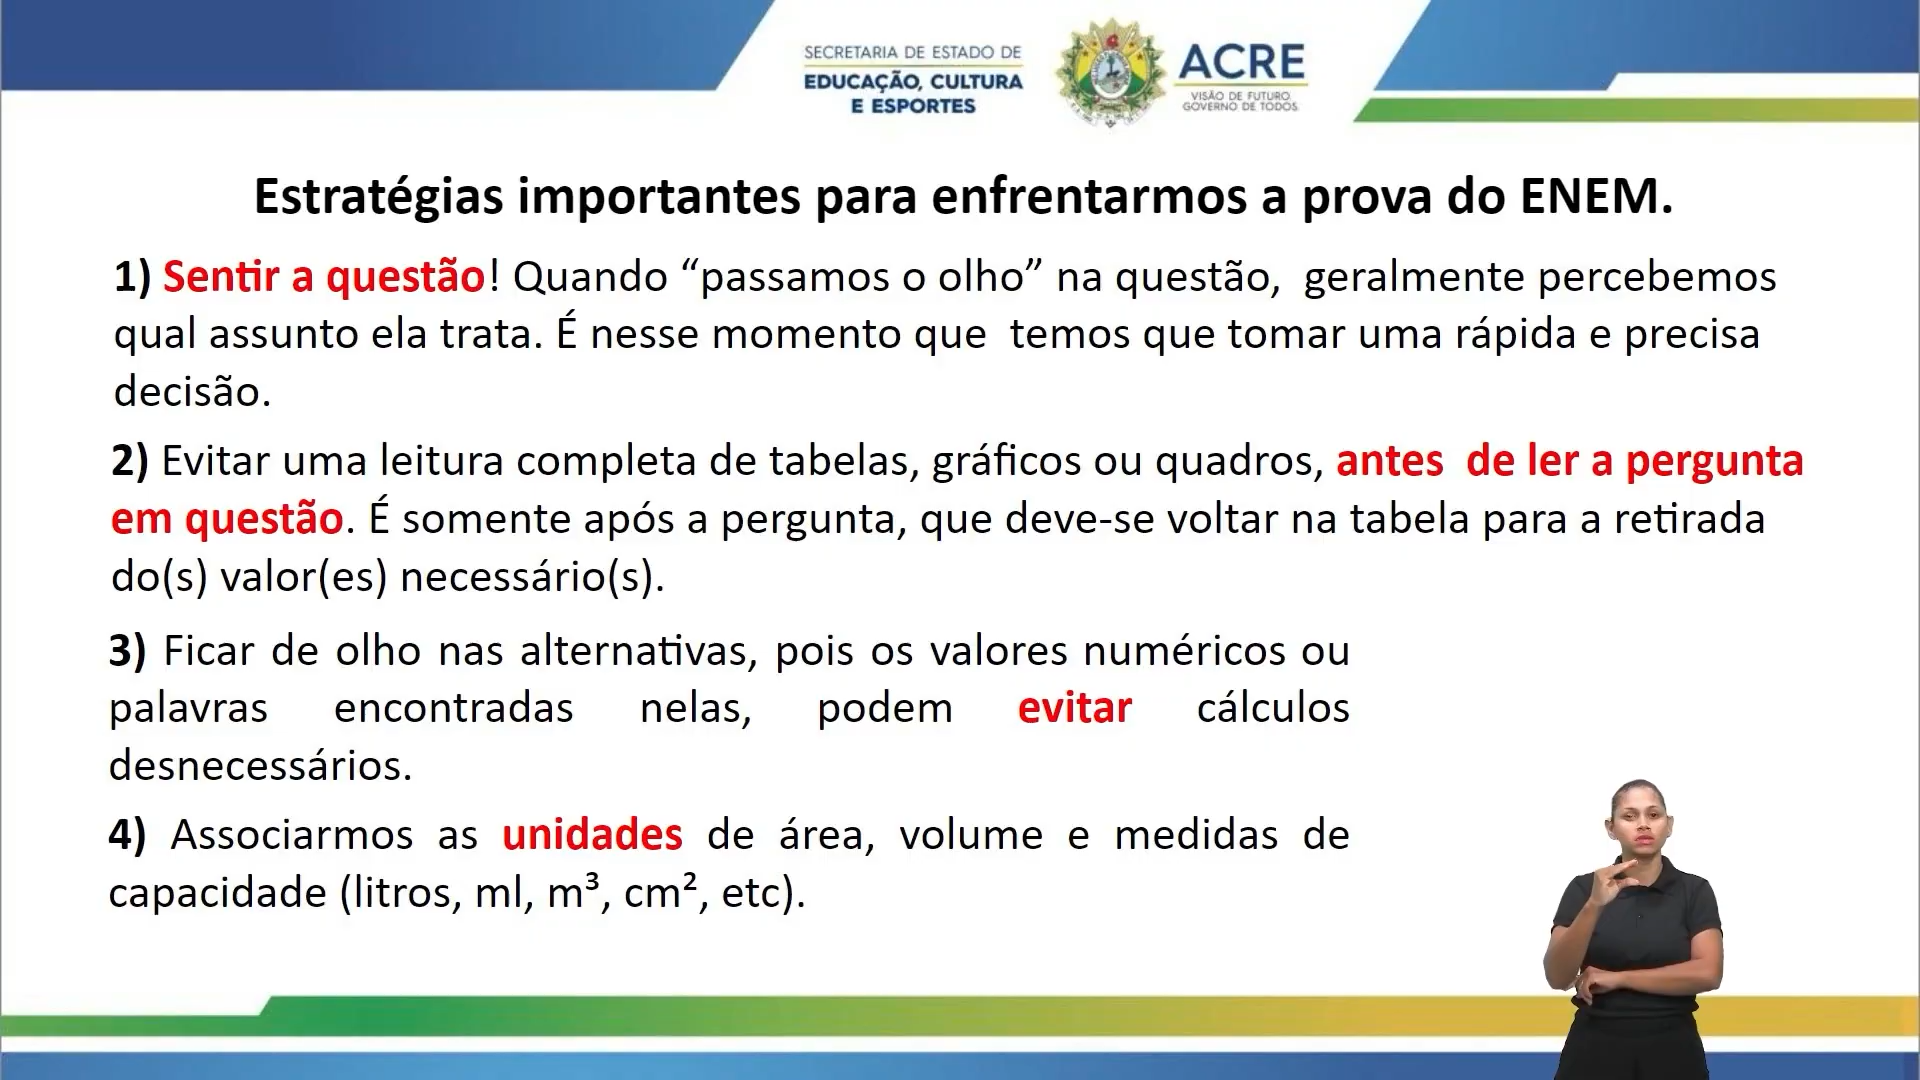 SECRETARIA DE ESTADO DE
EDUCAÇÃO, CULTURA
E ESPORTES
ACRE
VISÃO DE FUTURO.
GOVERNO DE TODOS.
Estratégias importantes para enfrentarmos a prova do ENEM.
1) Sentir a questão! Quando “passamos o olho” na questão, geralmente percebemos
qual assunto ela trata. É nesse momento que temos que tomar uma rápida e precisa
decisão.
2) Evitar uma leitura completa de tabelas, gráficos ou quadros, antes de ler a pergunta
em questão. É somente após a pergunta, que deve-se voltar na tabela para a retirada
do(s) valor(es) necessário(s).
3) Ficar de olho nas alternativas, pois os valores numéricos ou
palavras encontradas nelas, podem evitar cálculos
desnecessários.
4) Associarmos as unidades de área, volume e medidas de
capacidade (litros, ml, m³, cm², etc).